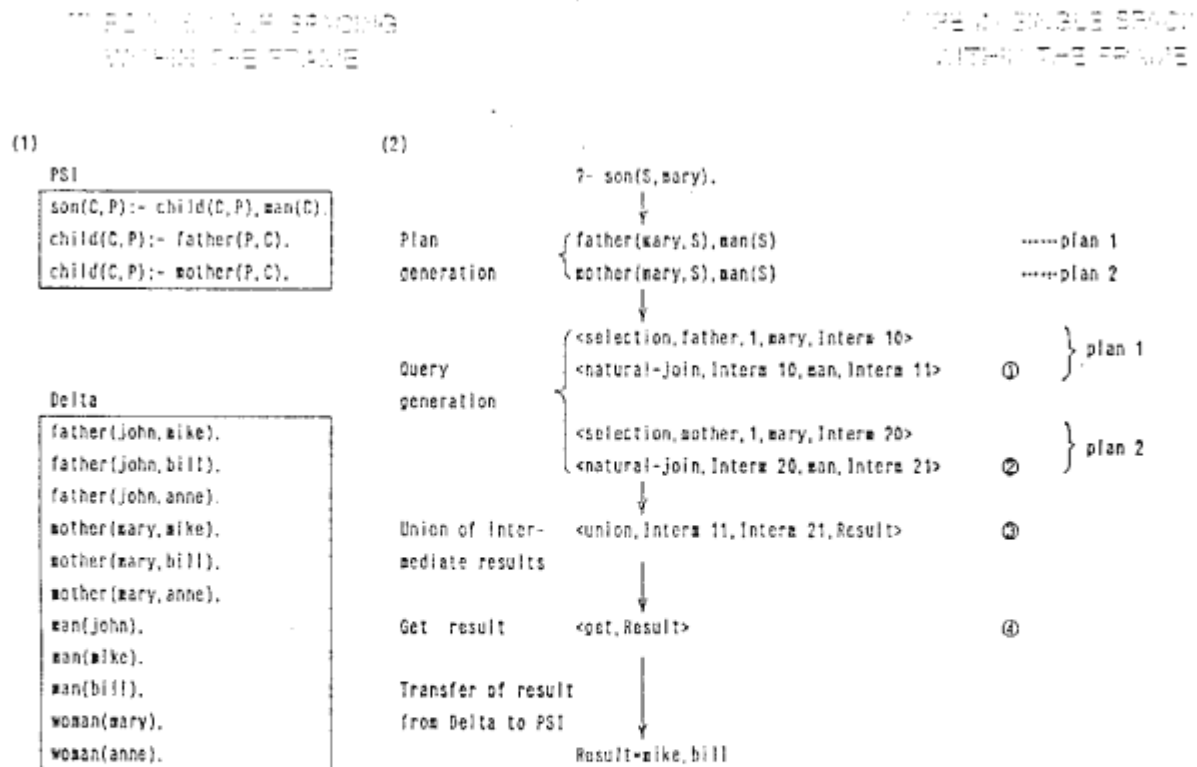 (1)
PSI
son(C,P):- child(C,P),man(C).
child(C,P):- father(P,C).
child(C,P):- mother(P,C).
Delta
father(john,mike).
father(john,bill).
father(john,anne).
mother(mary,mike).
mother(mary,bill).
mother(mary,anne).
man(john).
man(mike).
man(bill).
woman(mary).
woman(anne).
(2)
?- son(S,mary).
Plan generation
father(mary,S),man(S) ······plan 1
mother(mary,S),man(S) ······plan 2
Query generation
<selection,father,1,mary,Interm 10>
<natural-join,Interm 10,man,Interm 11> ① plan 1
<selection,mother,1,mary,Interm 20>
<natural-join,Interm 20,man,Interm 21> ② plan 2
Union of inter-
mediate results
<union,Interm 11,Interm 21,Result> ③
Get result <get,Result> ④
Transfer of result
from Delta to PSI
Result=mike,bill